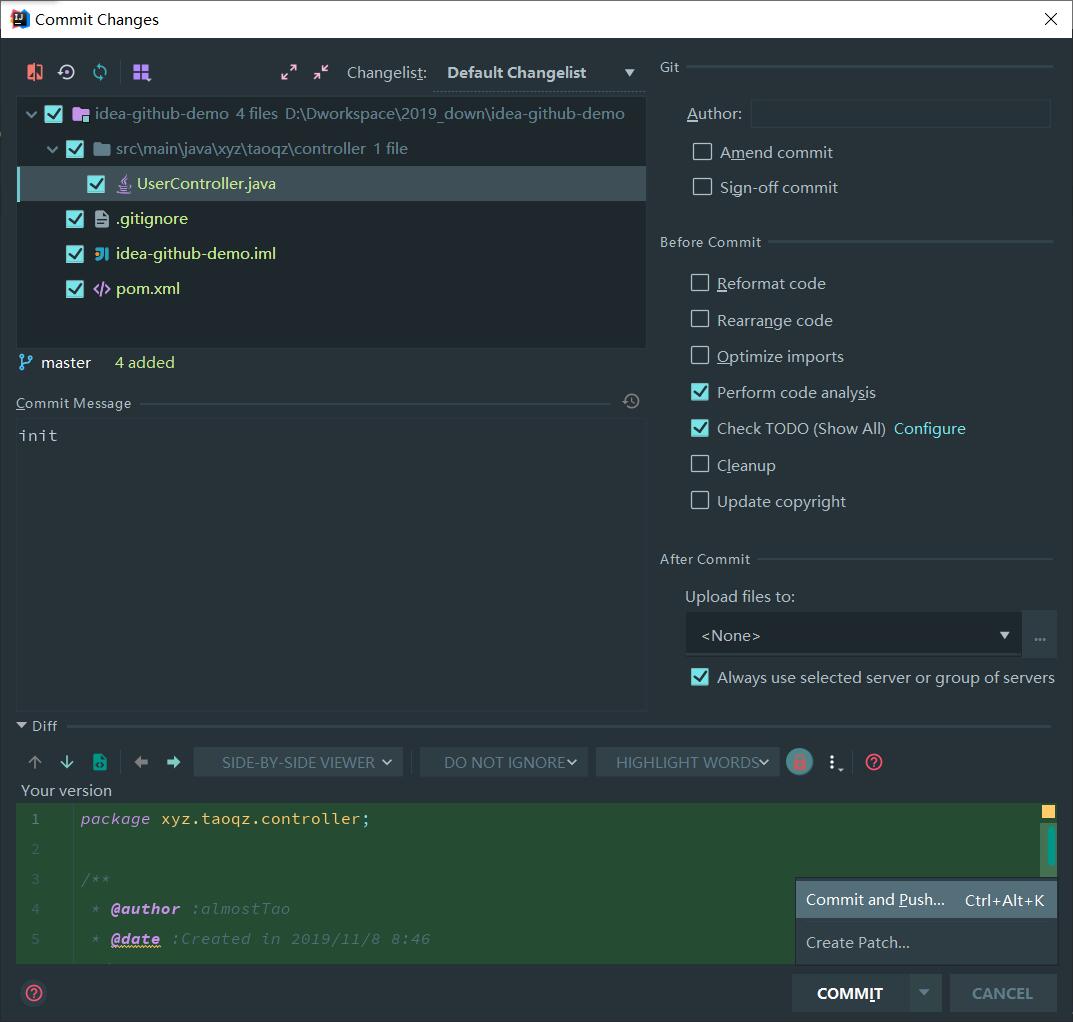 Commit Changes
Changelist: Default Changelist
idea-github-demo 4 files D:\Dworkspace\2019_down\idea-github-demo
src\main\java\xyz\taoqz\controller 1 file
UserController.java
.gitignore
idea-github-demo.iml
pom.xml
master 4 added
Commit Message
init
Git
Author:
Amend commit
Sign-off commit
Before Commit
Reformat code
Rearrange code
Optimize imports
Perform code analysis
Check TODO (Show All) Configure
Cleanup
Update copyright
After Commit
Upload files to:
<None>
...
Always use selected server or group of servers
Diff
SIDE-BY-SIDE VIEWER DO NOT IGNORE HIGHLIGHT WORDS
Your version
1 package xyz.taoqz.controller;
2
3 /**
4 * @author :almostTao
5 * @date :Created in 2019/11/8 8:46
Commit and Push... Ctrl+Alt+K
Create Patch...
COMMIT CANCEL